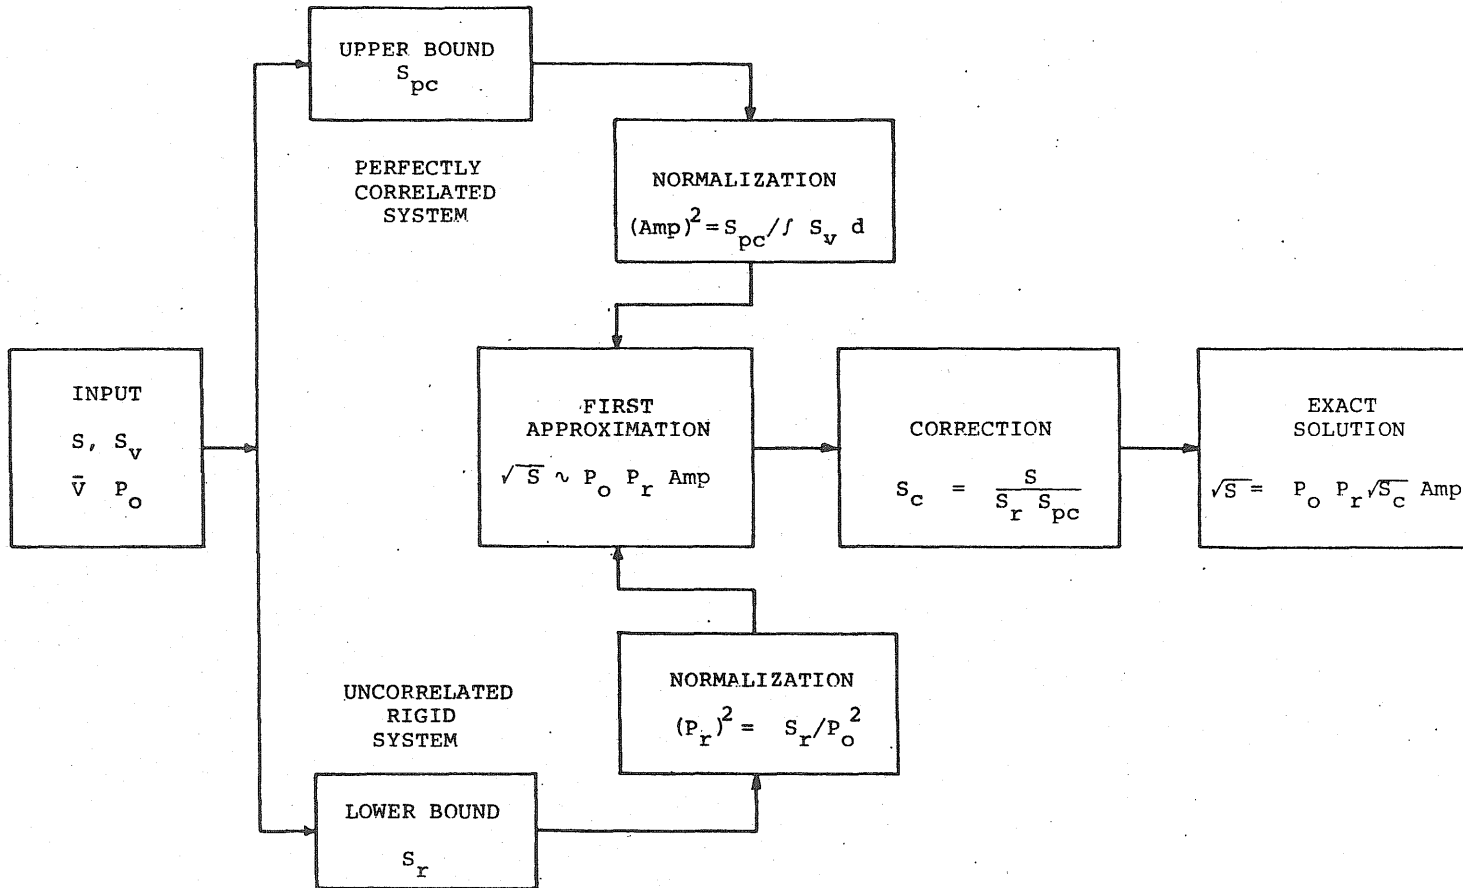 UPPER BOUND
S_pc
PERFECTLY
CORRELATED
SYSTEM
NORMALIZATION
(Amp)^2 = S_pc/∫ S_v d
INPUT
S, S_v
V̄ P_o
FIRST
APPROXIMATION
√S ~ P_o P_r Amp
CORRECTION
S_c = S / S_r S_pc
EXACT
SOLUTION
√S = P_o P_r √S_c Amp
NORMALIZATION
(P_r)^2 = S_r/P_o^2
UNCORRELATED
RIGID
SYSTEM
LOWER BOUND
S_r